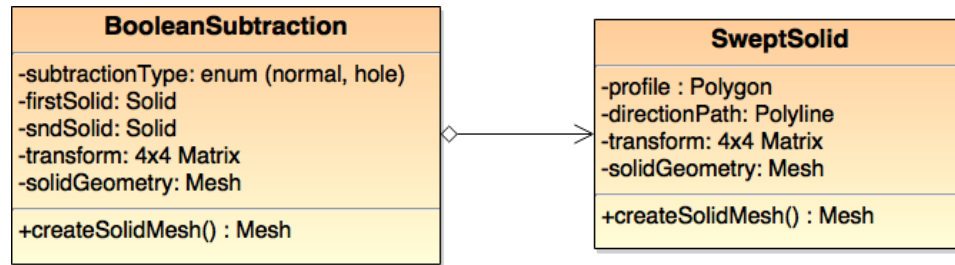 BooleanSubtraction
-subtractionType: enum (normal, hole)
-firstSolid: Solid
-sndSolid: Solid
-transform: 4x4 Matrix
-solidGeometry: Mesh
+createSolidMesh() : Mesh
SweptSolid
-profile : Polygon
-directionPath: Polyline
-transform: 4x4 Matrix
-solidGeometry: Mesh
+createSolidMesh() : Mesh